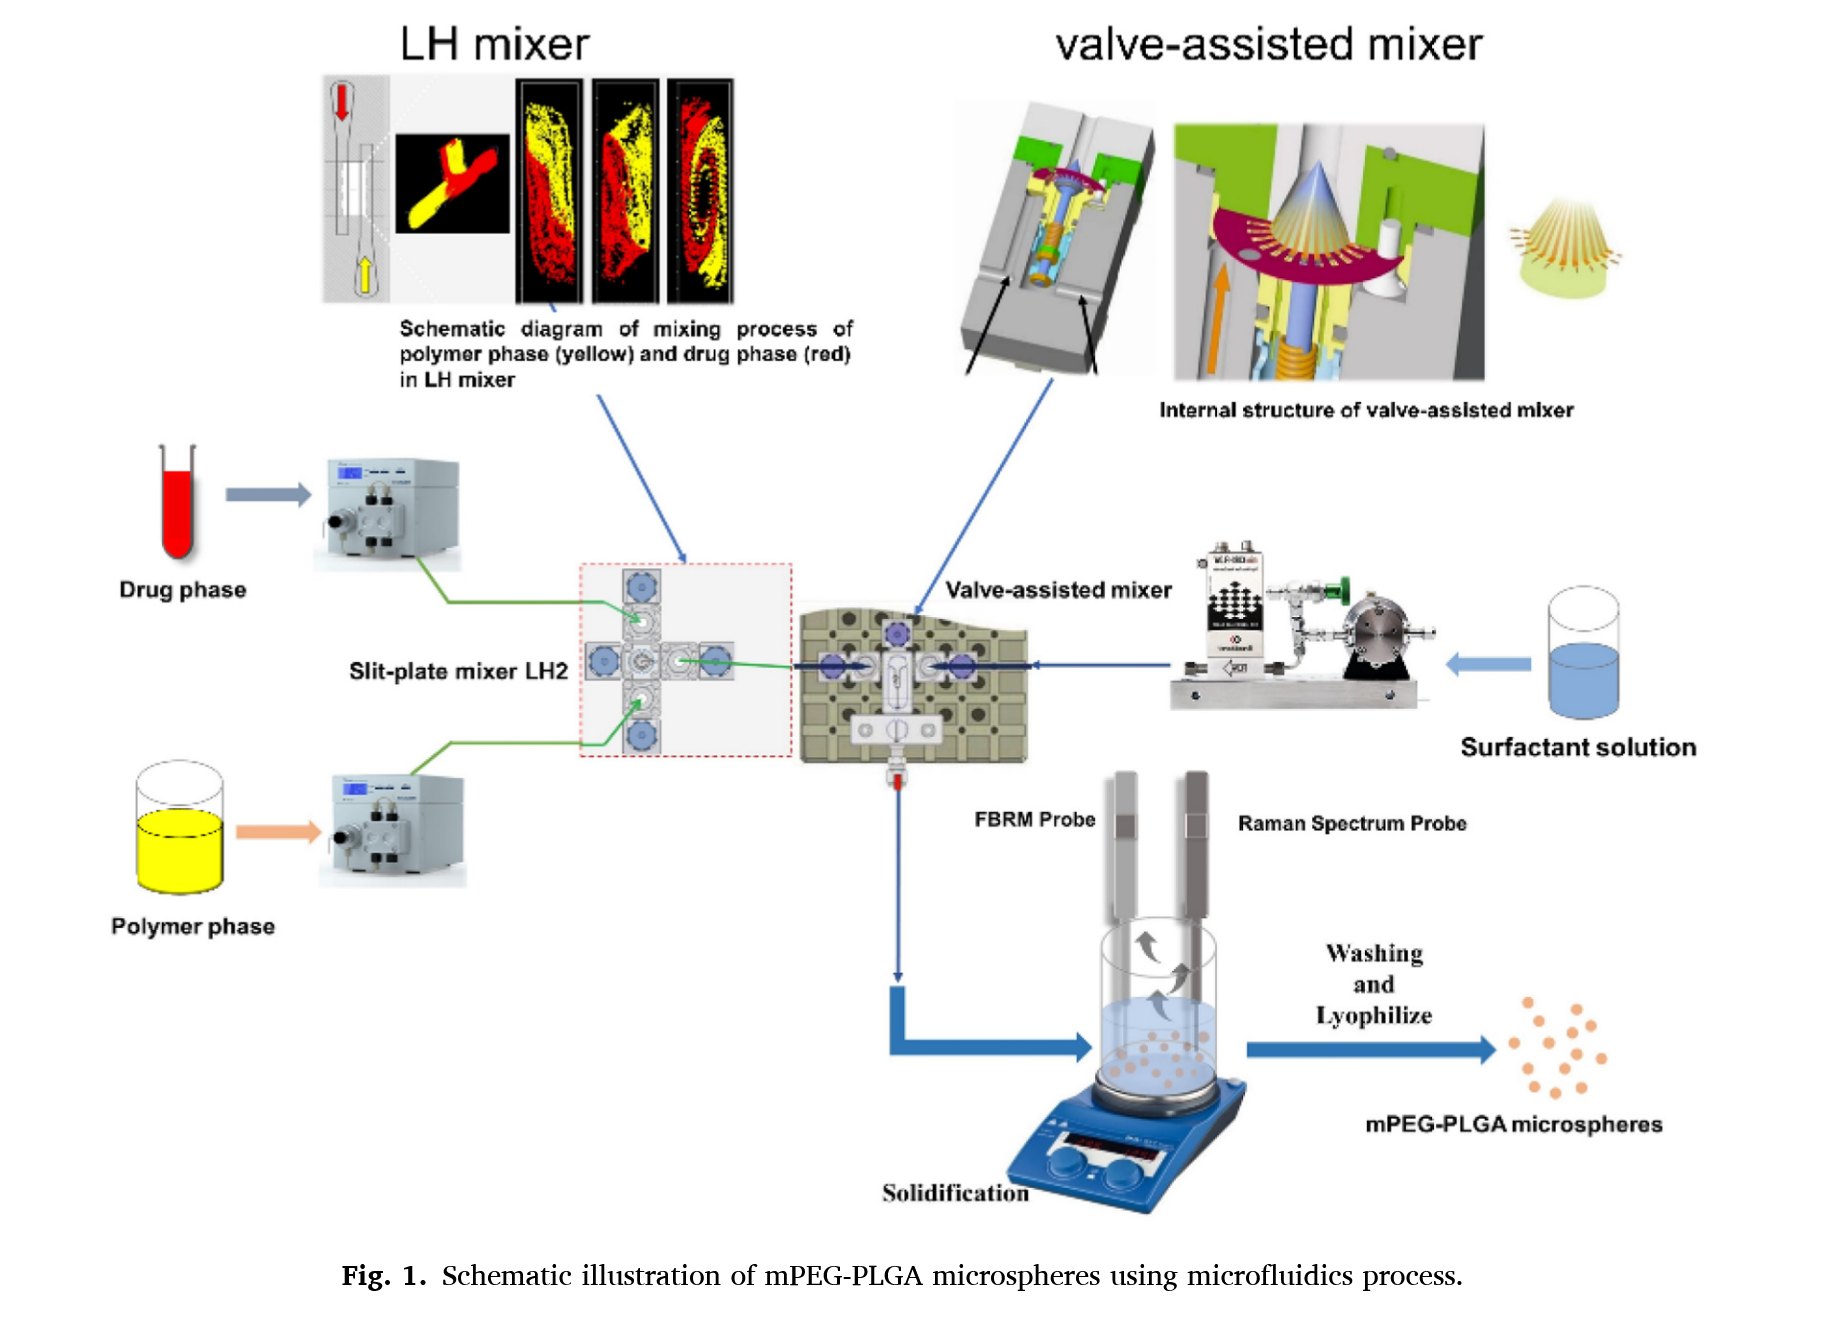 LH mixer
valve-assisted mixer
Schematic diagram of mixing process of
polymer phase (yellow) and drug phase (red)
in LH mixer
Internal structure of valve-assisted mixer
Drug phase
Valve-assisted mixer
Slit-plate mixer LH2
Surfactant solution
FBRM Probe
Raman Spectrum Probe
Polymer phase
Washing
and
Lyophilize
mPEG-PLGA microspheres
Solidification
Fig. 1. Schematic illustration of mPEG-PLGA microspheres using microfluidics process.